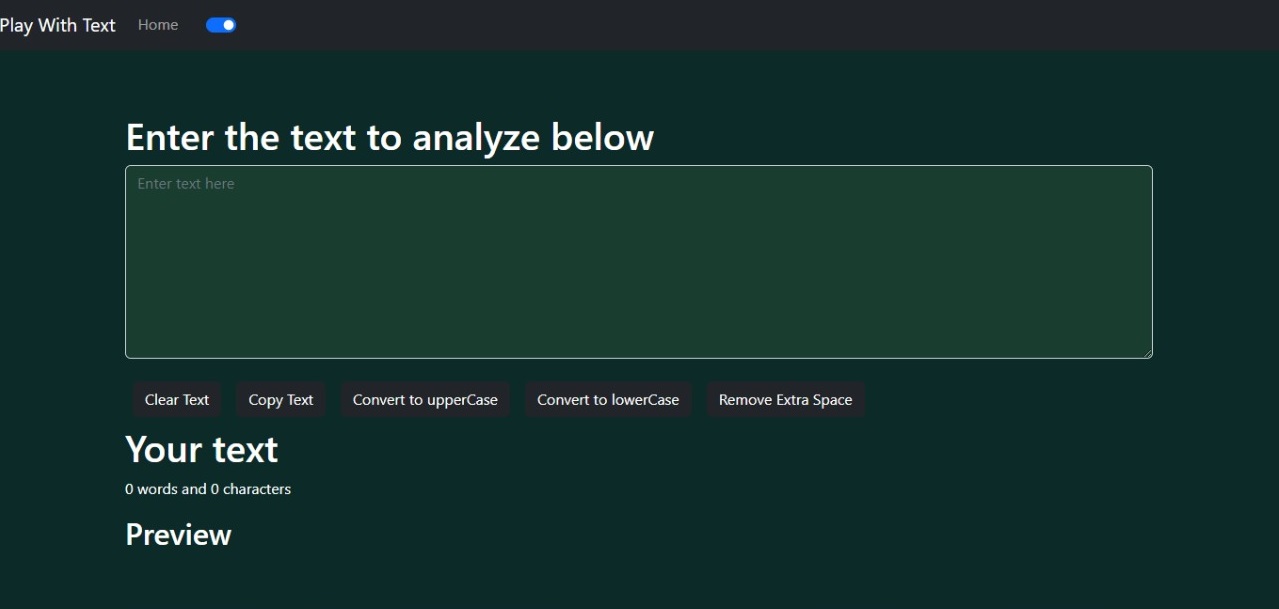 Play With Text Home
Enter the text to analyze below
Enter text here
Clear Text Copy Text Convert to upperCase Convert to lowerCase Remove Extra Space
Your text
0 words and 0 characters
Preview